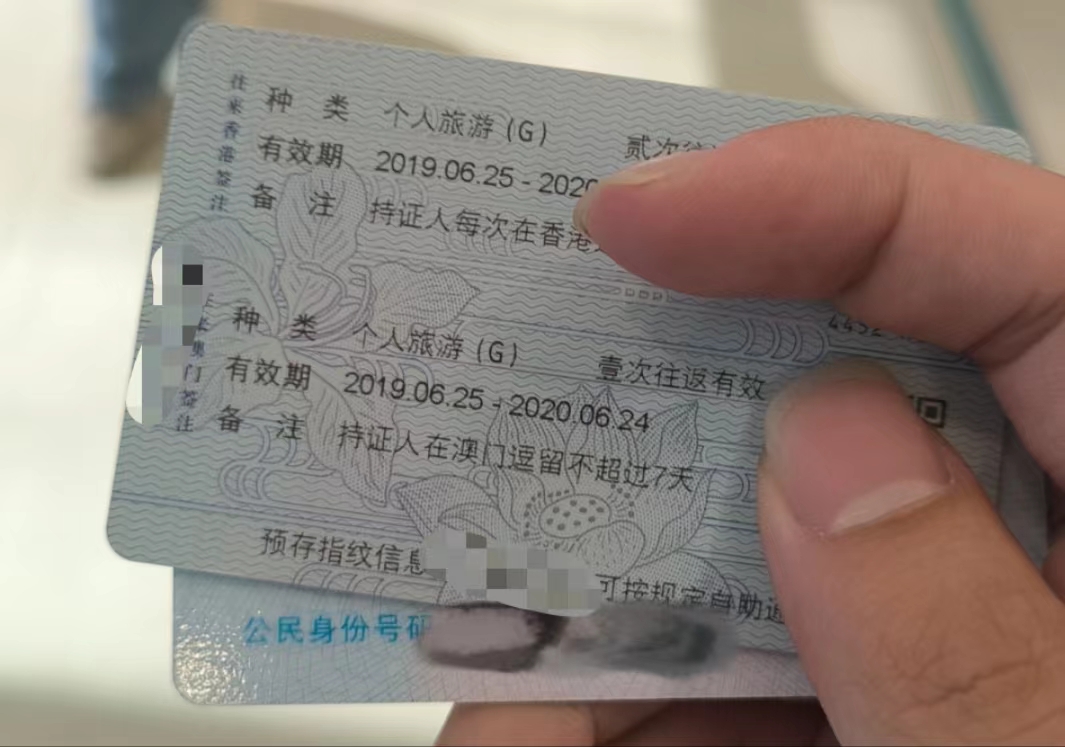 往来香港签注
种 类 个人旅游 (G) 贰次往
有效期 2019.06.25 - 2020
备 注 持证人每次在香港
往来澳门签注
种 类 个人旅游 (G) 壹次往返有效
有效期 2019.06.25 - 2020.06.24
备 注 持证人在澳门逗留不超过7天
预存指纹信息 可按规定自助通
公民身份号码